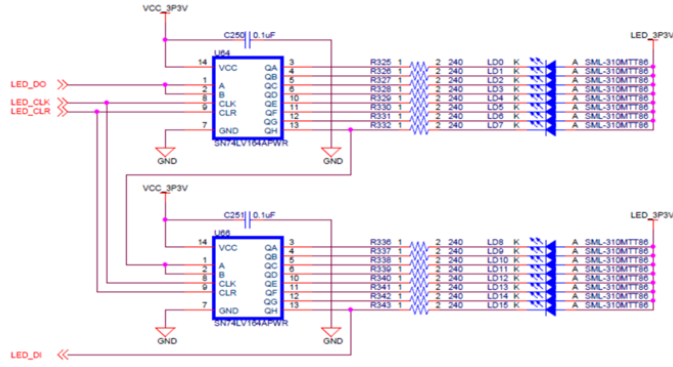 VCC_3P3V
LED_3P3V
C250 0.1uF
U64
14 VCC QA 3 R325 1 2 240 LD0 K A SML-310MTT86
QB 4 R326 1 2 240 LD1 K A SML-310MTT86
LED_DO 1 A QC 5 R327 1 2 240 LD2 K A SML-310MTT86
2 B QD 6 R328 1 2 240 LD3 K A SML-310MTT86
LED_CLK 8 CLK QE 10 R329 1 2 240 LD4 K A SML-310MTT86
LED_CLR 9 CLR QF 11 R330 1 2 240 LD5 K A SML-310MTT86
QG 12 R331 1 2 240 LD6 K A SML-310MTT86
7 GND QH 13 R332 1 2 240 LD7 K A SML-310MTT86
SN74LV164APWR
GND GND
VCC_3P3V
LED_3P3V
C251 0.1uF
U66
14 VCC QA 3 R336 1 2 240 LD8 K A SML-310MTT86
QB 4 R337 1 2 240 LD9 K A SML-310MTT86
1 A QC 5 R338 1 2 240 LD10 K A SML-310MTT86
2 B QD 6 R339 1 2 240 LD11 K A SML-310MTT86
8 CLK QE 10 R340 1 2 240 LD12 K A SML-310MTT86
9 CLR QF 11 R341 1 2 240 LD13 K A SML-310MTT86
QG 12 R342 1 2 240 LD14 K A SML-310MTT86
7 GND QH 13 R343 1 2 240 LD15 K A SML-310MTT86
SN74LV164APWR
GND GND
LED_DI